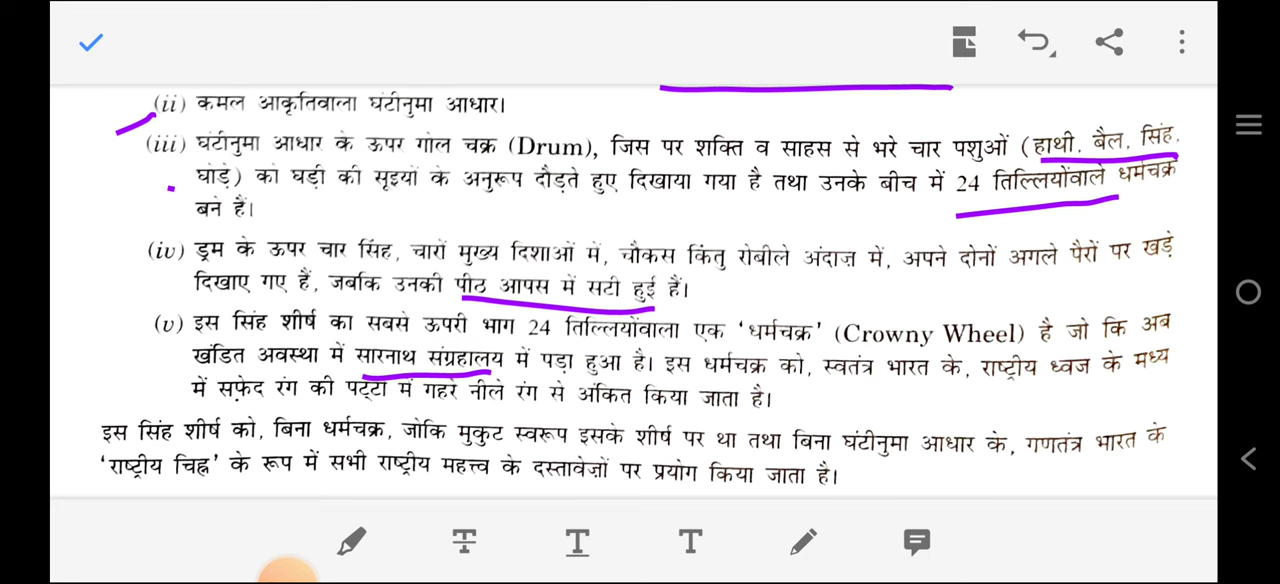 (ii) कमल आकृतिवाला घंटीनुमा आधार।
(iii) घंटीनुमा आधार के ऊपर गोल चक्र (Drum), जिस पर शक्ति व साहस से भरे चार पशुओं (हाथी, बैल, सिंह,
घोड़े) को घड़ी की सूइयों के अनुरूप दौड़ते हुए दिखाया गया है तथा उनके बीच में 24 तिल्लियोंवाले धर्मचक्र
बने हैं।
(iv) ड्रम के ऊपर चार सिंह, चारों मुख्य दिशाओं में, चौकस किंतु रोबीले अंदाज़ में, अपने दोनों अगले पैरों पर खड़े
दिखाए गए हैं, जबकि उनकी पीठ आपस में सटी हुई हैं।
(v) इस सिंह शीर्ष का सबसे ऊपरी भाग 24 तिल्लियोंवाला एक ‘धर्मचक्र’ (Crowny Wheel) है जो कि अब
खंडित अवस्था में सारनाथ संग्रहालय में पड़ा हुआ है। इस धर्मचक्र को, स्वतंत्र भारत के, राष्ट्रीय ध्वज के मध्य
में सफ़ेद रंग की पट्टी में गहरे नीले रंग से अंकित किया जाता है।
इस सिंह शीर्ष को, बिना धर्मचक्र, जोकि मुकुट स्वरूप इसके शीर्ष पर था तथा बिना घंटीनुमा आधार के, गणतंत्र भारत के
‘राष्ट्रीय चिह्न’ के रूप में सभी राष्ट्रीय महत्त्व के दस्तावेज़ों पर प्रयोग किया जाता है।